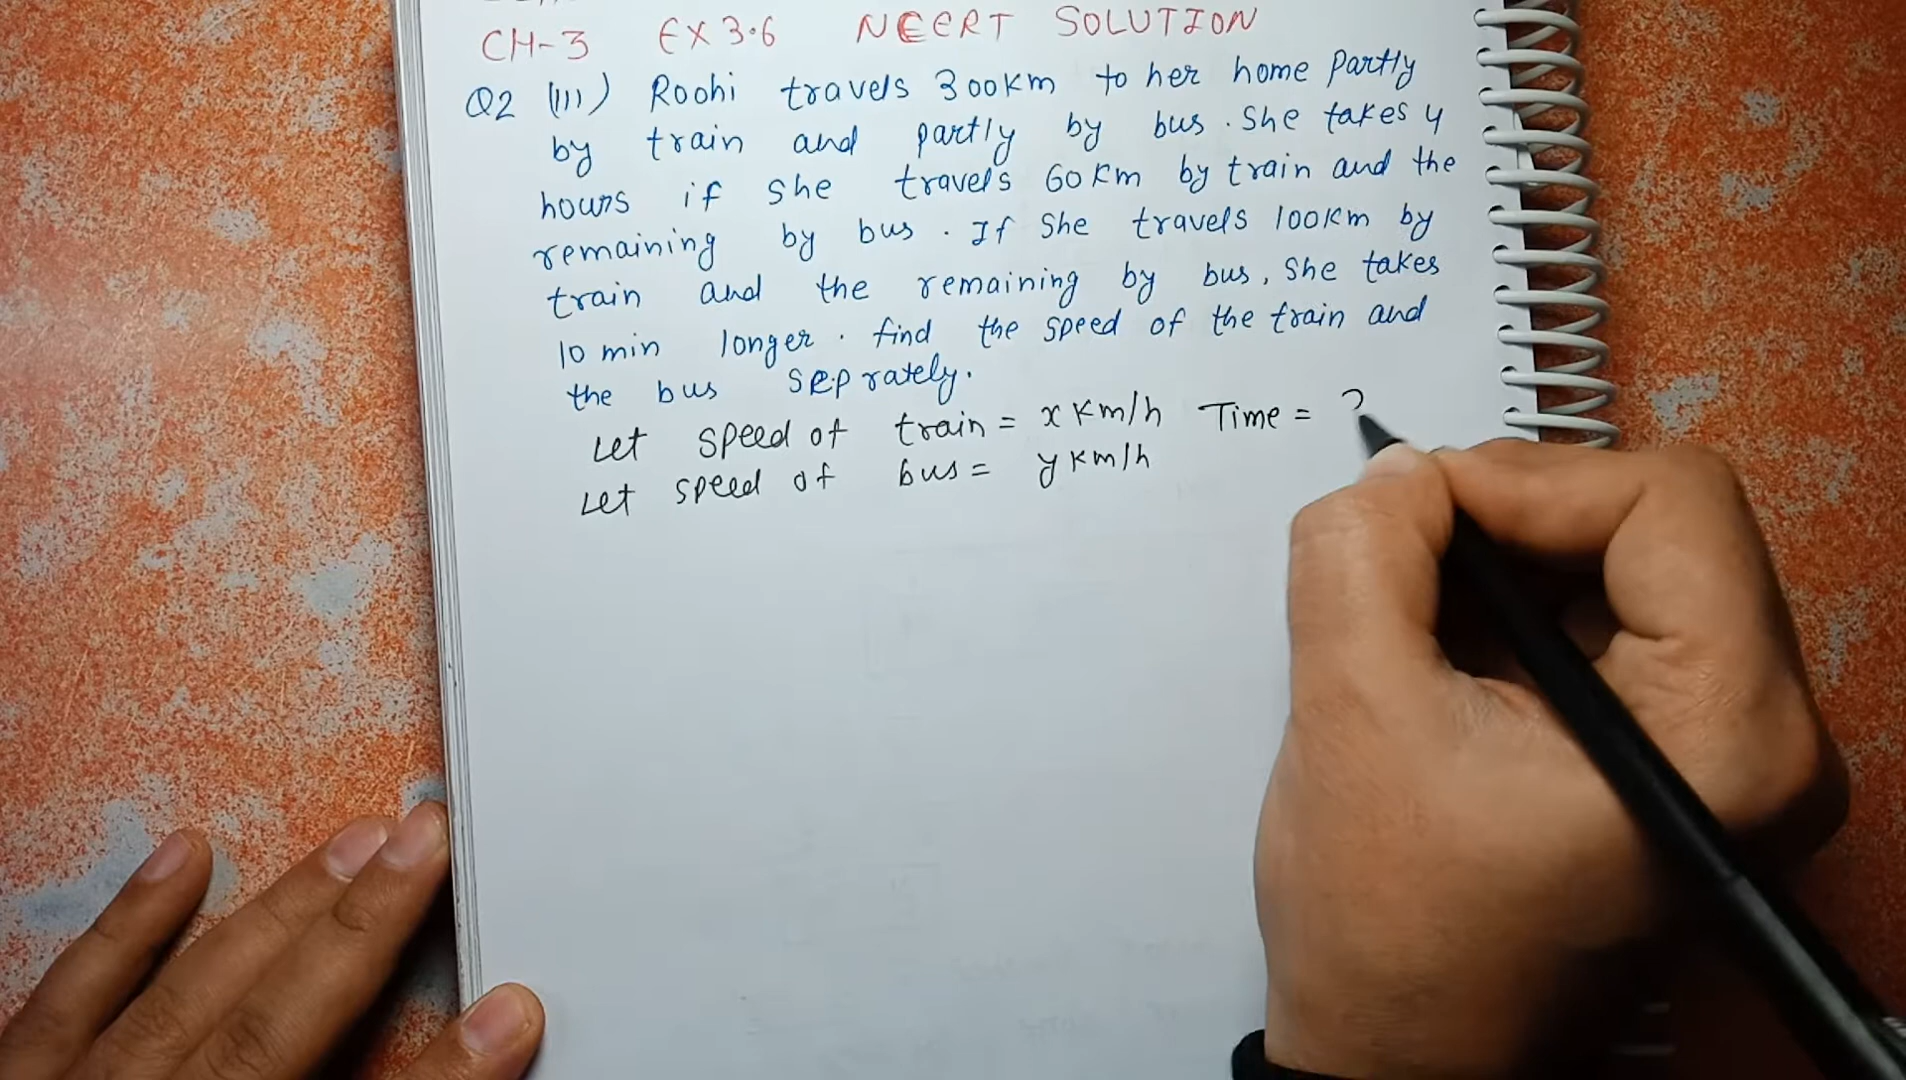 CH-3 EX 3.6 NCERT SOLUTION
Q2 (III) Roohi travels 300km to her home Partly
by train and partly by bus. She takes 4
hours if she travels 60km by train and the
remaining by bus. If She travels 100km by
train and the remaining by bus, She takes
10 min longer. find the speed of the train and
the bus seprately.
Let speed of train = x km/h Time = ?
Let speed of bus = y km/h